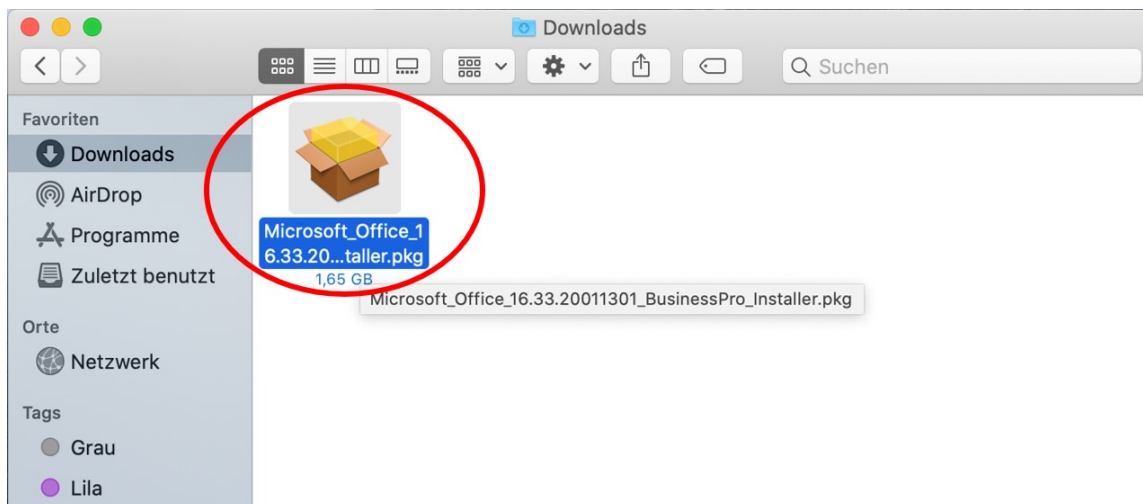 Downloads
Suchen
Favoriten
Downloads
AirDrop
Programme
Zuletzt benutzt
Orte
Netzwerk
Tags
Grau
Lila
Microsoft_Office_1
6.33.20...taller.pkg
1,65 GB
Microsoft_Office_16.33.20011301_BusinessPro_Installer.pkg